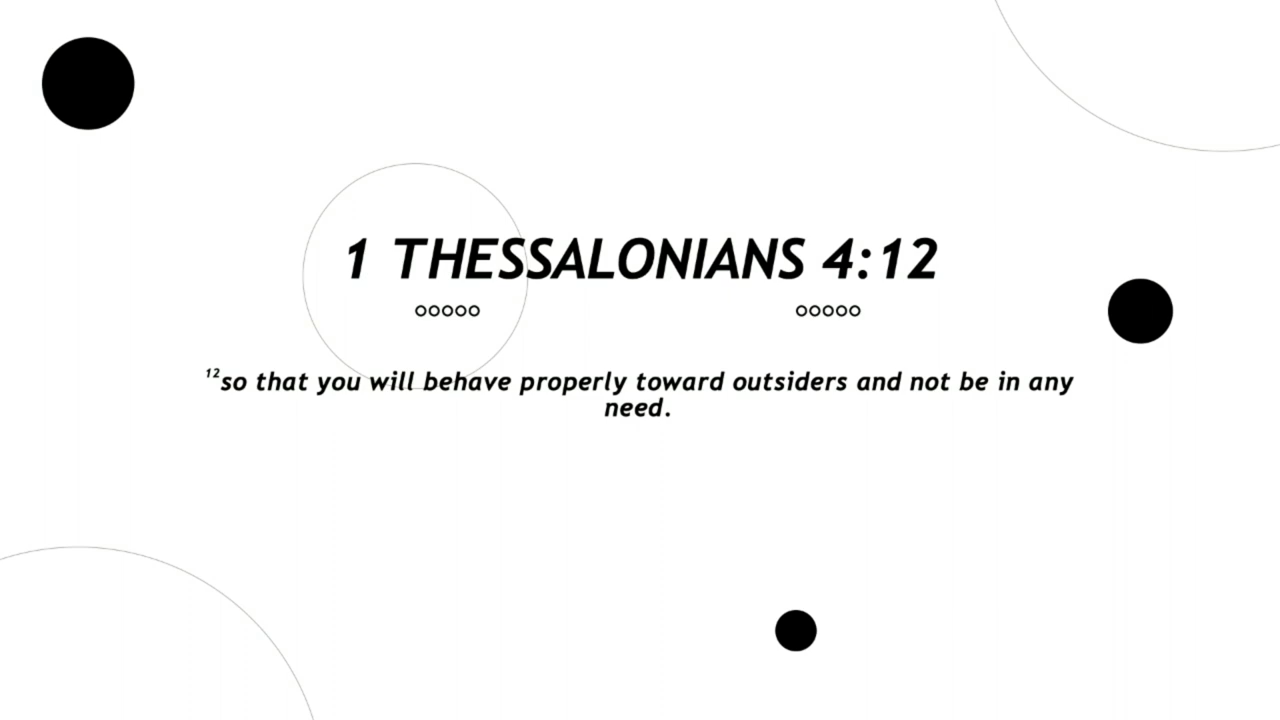 1 THESSALONIANS 4:12
12so that you will behave properly toward outsiders and not be in any
need.